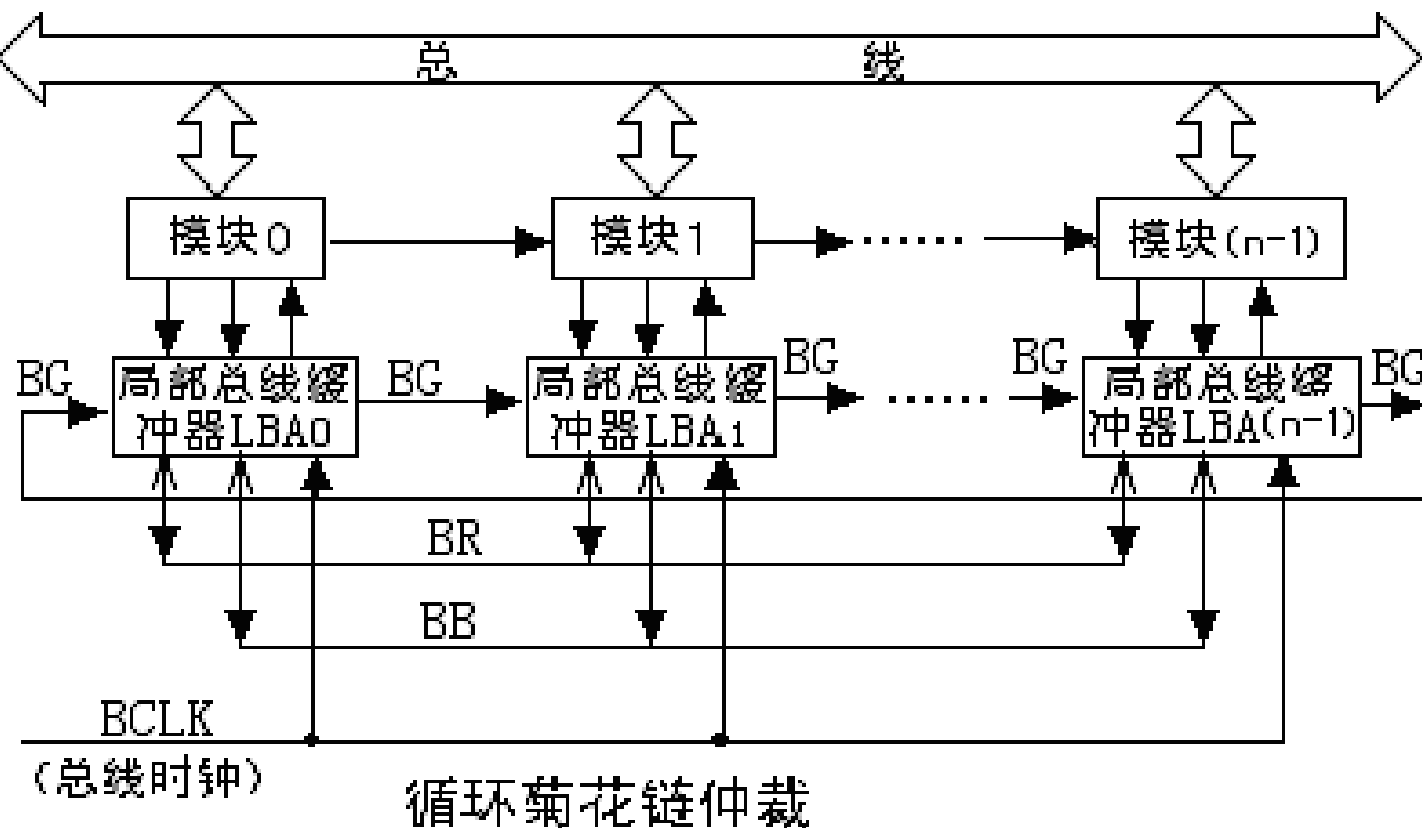 总 线
模块0 模块1 ...... 模块(n-1)
BG BG BG ...... BG BG
局部总线缓 局部总线缓 局部总线缓
冲器LBA0 冲器LBA1 冲器LBA(n-1)
BR
BB
BCLK
(总线时钟)
循环菊花链仲裁